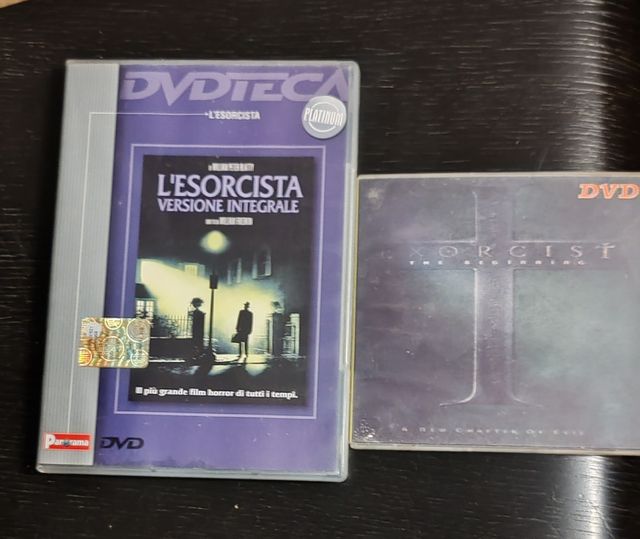 DVDTECA
L'ESORCISTA
PLATINUM
L'ESORCISTA
VERSIONE INTEGRALE
Il più grande film horror di tutti i tempi.
Panorama
DVD
DVD
EXORCIST
THE BEGINNING
A NEW CHAPTER OF EVIL